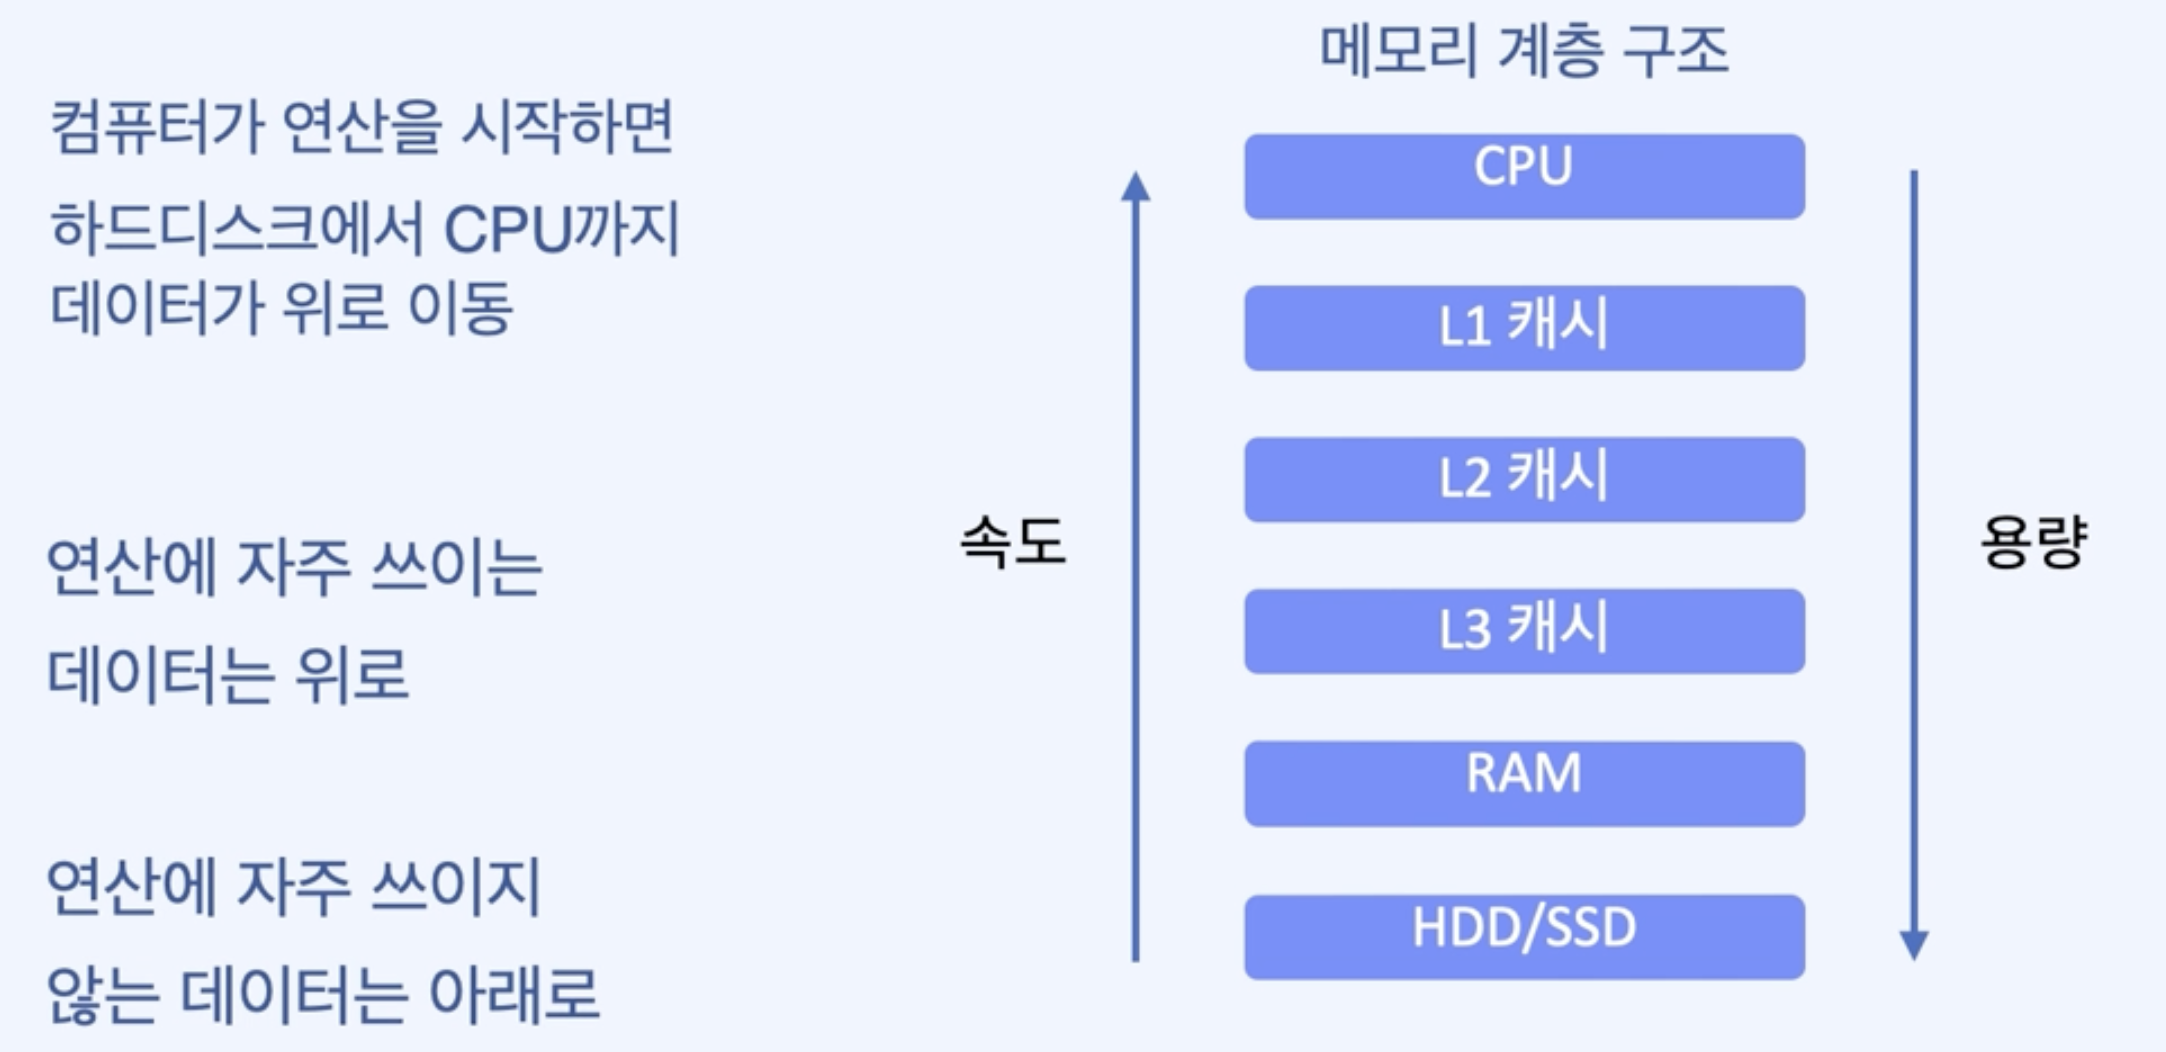 메모리 계층 구조
컴퓨터가 연산을 시작하면
하드디스크에서 CPU까지
데이터가 위로 이동
연산에 자주 쓰이는
데이터는 위로
연산에 자주 쓰이지
않는 데이터는 아래로
속도
CPU
L1 캐시
L2 캐시
L3 캐시
RAM
HDD/SSD
용량